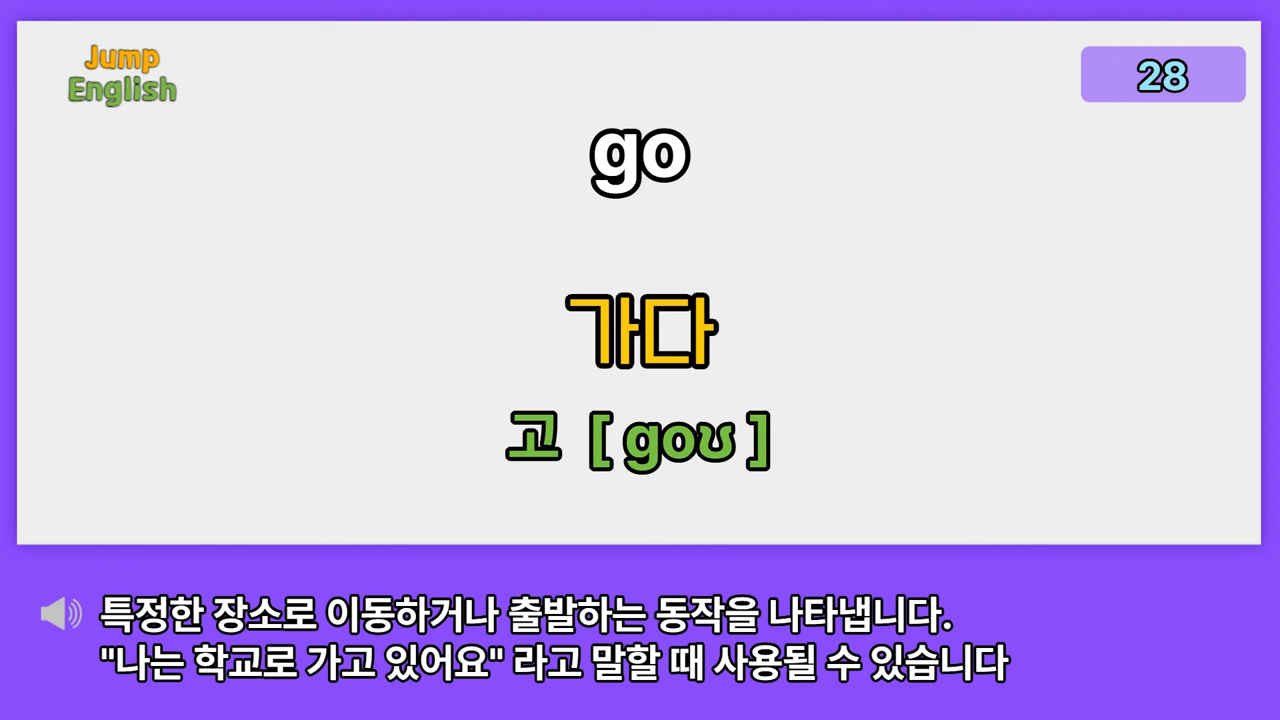 Jump
English
28
go
가다
고 [ goʊ ]
특정한 장소로 이동하거나 출발하는 동작을 나타냅니다.
"나는 학교로 가고 있어요" 라고 말할 때 사용될 수 있습니다